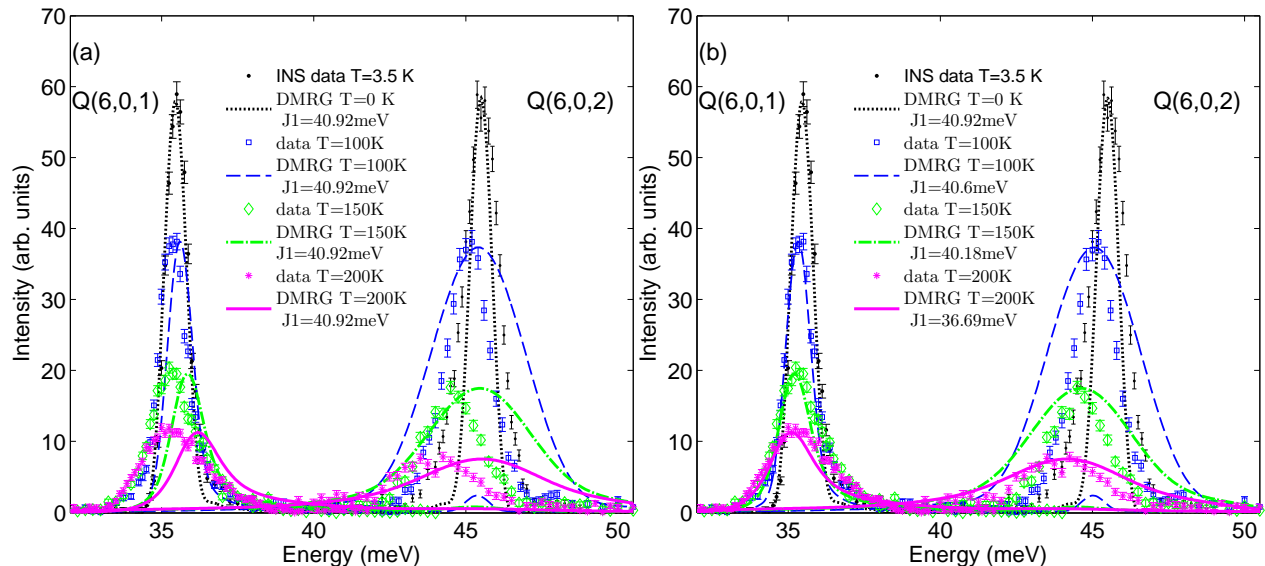 (a)
Q(6,0,1)
Q(6,0,2)
INS data T=3.5 K
DMRG T=0 K
J1=40.92meV
data T=100K
DMRG T=100K
J1=40.92meV
data T=150K
DMRG T=150K
J1=40.92meV
data T=200K
DMRG T=200K
J1=40.92meV
Intensity (arb. units)
70
60
50
40
30
20
10
0
35
40
45
50
Energy (meV)
(b)
Q(6,0,1)
Q(6,0,2)
INS data T=3.5 K
DMRG T=0 K
J1=40.92meV
data T=100K
DMRG T=100K
J1=40.6meV
data T=150K
DMRG T=150K
J1=40.18meV
data T=200K
DMRG T=200K
J1=36.69meV
Intensity (arb. units)
70
60
50
40
30
20
10
0
35
40
45
50
Energy (meV)